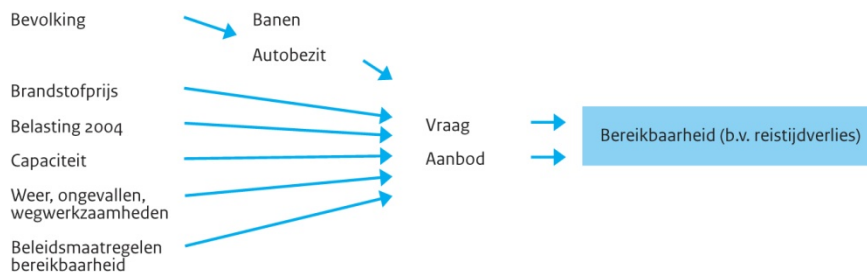 Bevolking
Banen
Autobezit
Brandstofprijs
Belasting 2004
Capaciteit
Weer, ongevallen,
wegwerkzaamheden
Beleidsmaatregelen
bereikbaarheid
Vraag
Aanbod
Bereikbaarheid (b.v. reistijdverlies)